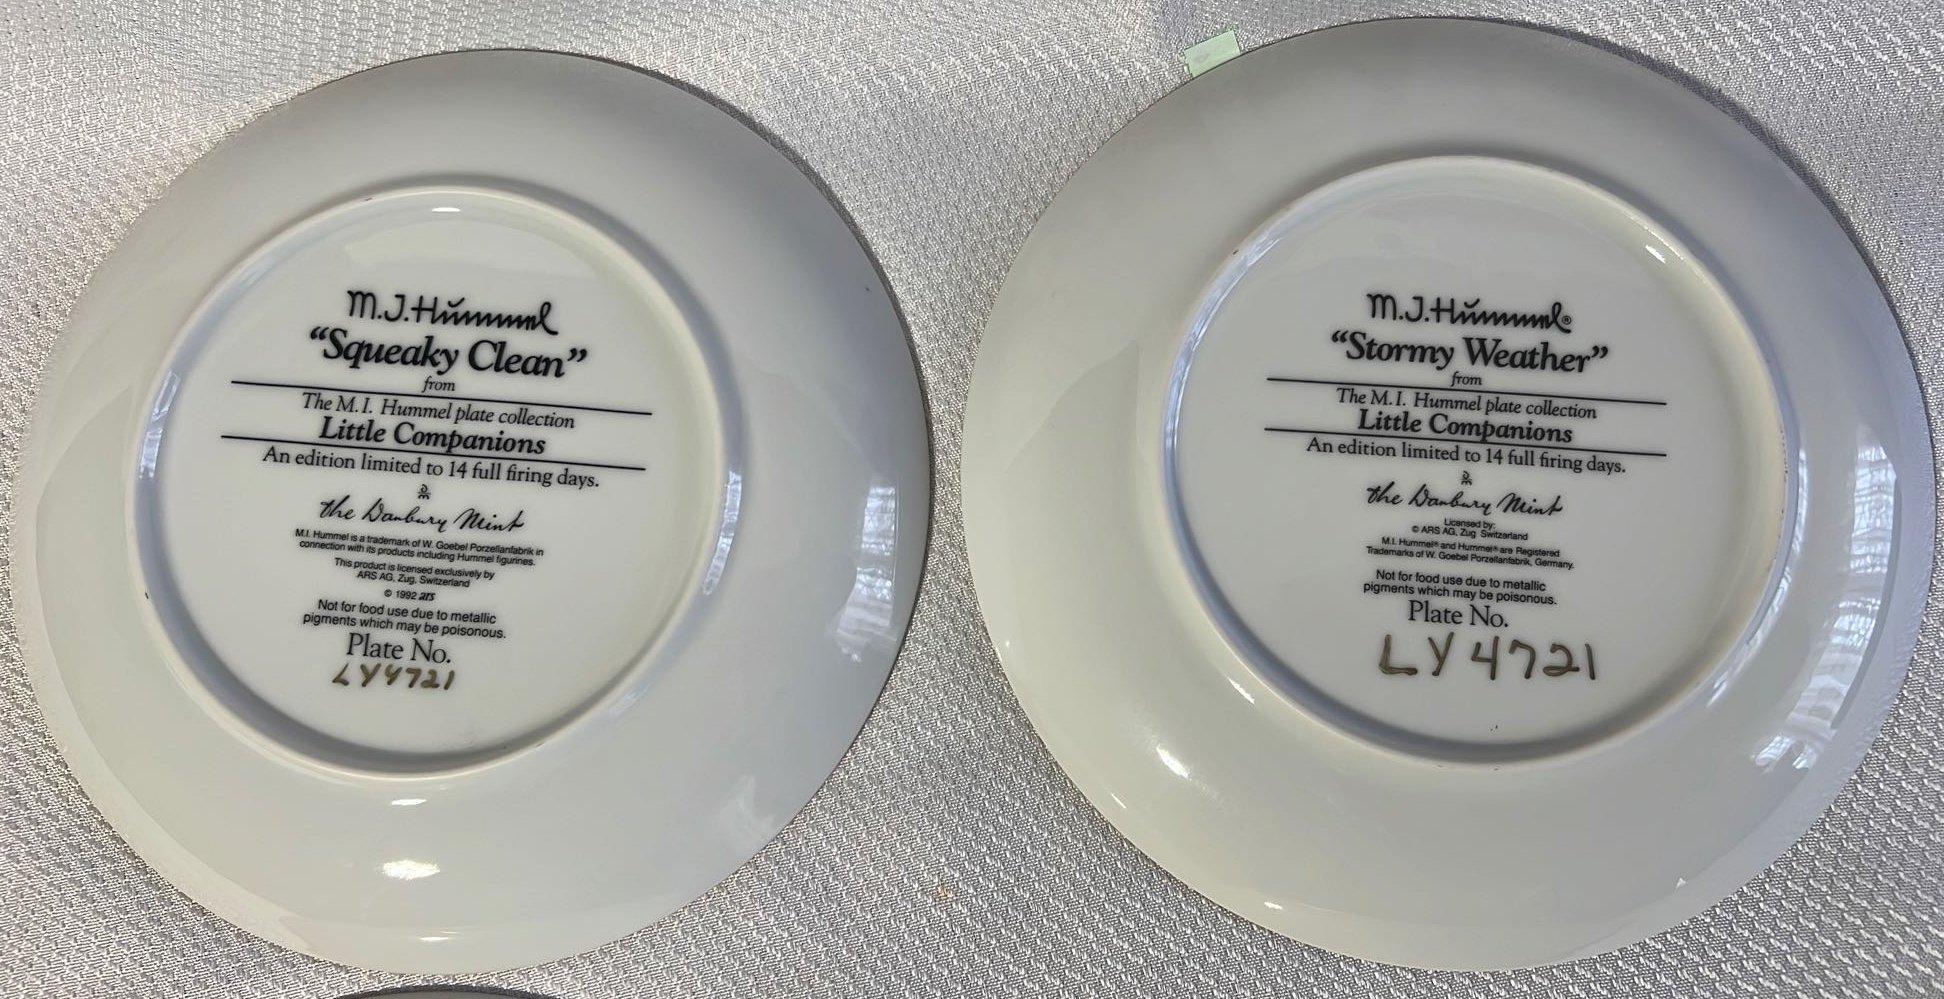 M.J.Hummel
"Squeaky Clean"
from
The M.I. Hummel plate collection
Little Companions
An edition limited to 14 full firing days.
the Danbury Mint
M.I. Hummel is a trademark of W. Goebel Porzellanfabrik in
connection with its products including Hummel figurines.
This product is licensed exclusively by
ARS AG, Zug, Switzerland
© 1992 ars
Not for food use due to metallic
pigments which may be poisonous.
Plate No.
LY4721
M.J.Hummel®
"Stormy Weather"
from
The M.I. Hummel plate collection
Little Companions
An edition limited to 14 full firing days.
the Danbury Mint
Licensed by:
© ARS AG, Zug Switzerland
M.I. Hummel® and Hummel® are Registered
Trademarks of W. Goebel Porzellanfabrik, Germany.
Not for food use due to metallic
pigments which may be poisonous.
Plate No.
LY4721